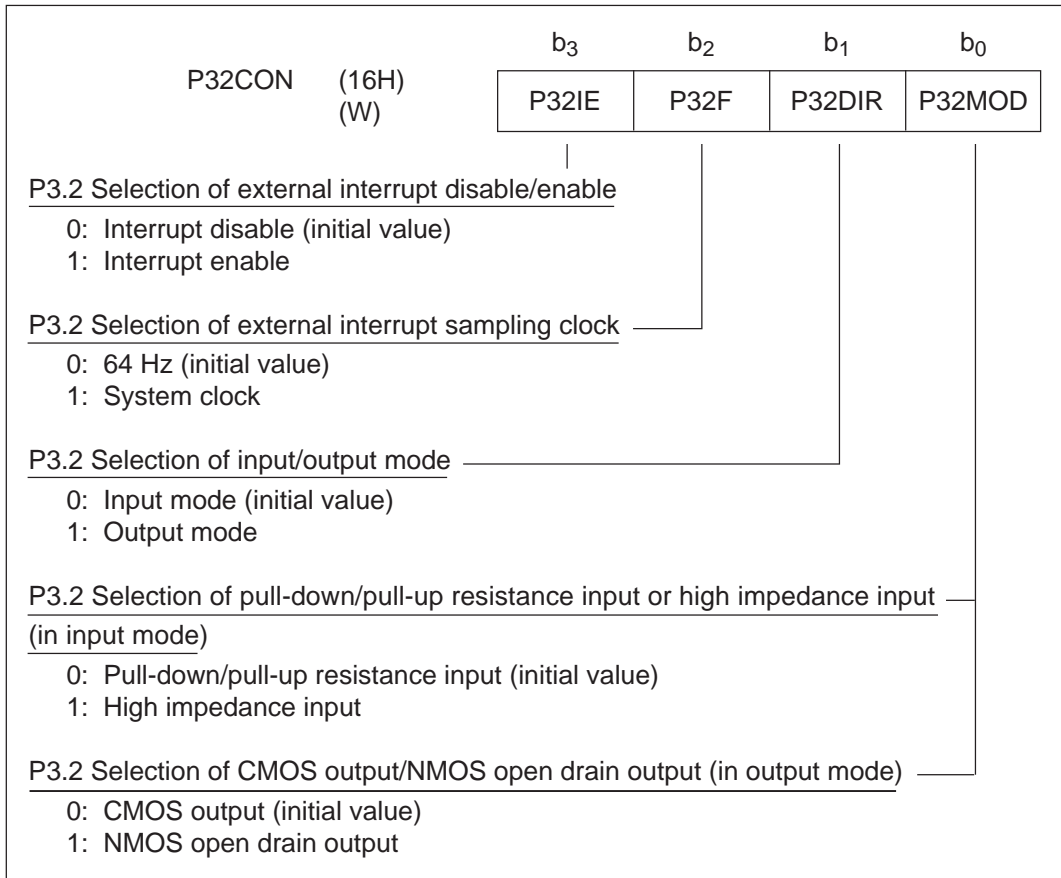 b3 b2 b1 b0
P32CON (16H) P32IE P32F P32DIR P32MOD
(W)
P3.2 Selection of external interrupt disable/enable
0: Interrupt disable (initial value)
1: Interrupt enable
P3.2 Selection of external interrupt sampling clock
0: 64 Hz (initial value)
1: System clock
P3.2 Selection of input/output mode
0: Input mode (initial value)
1: Output mode
P3.2 Selection of pull-down/pull-up resistance input or high impedance input
(in input mode)
0: Pull-down/pull-up resistance input (initial value)
1: High impedance input
P3.2 Selection of CMOS output/NMOS open drain output (in output mode)
0: CMOS output (initial value)
1: NMOS open drain output